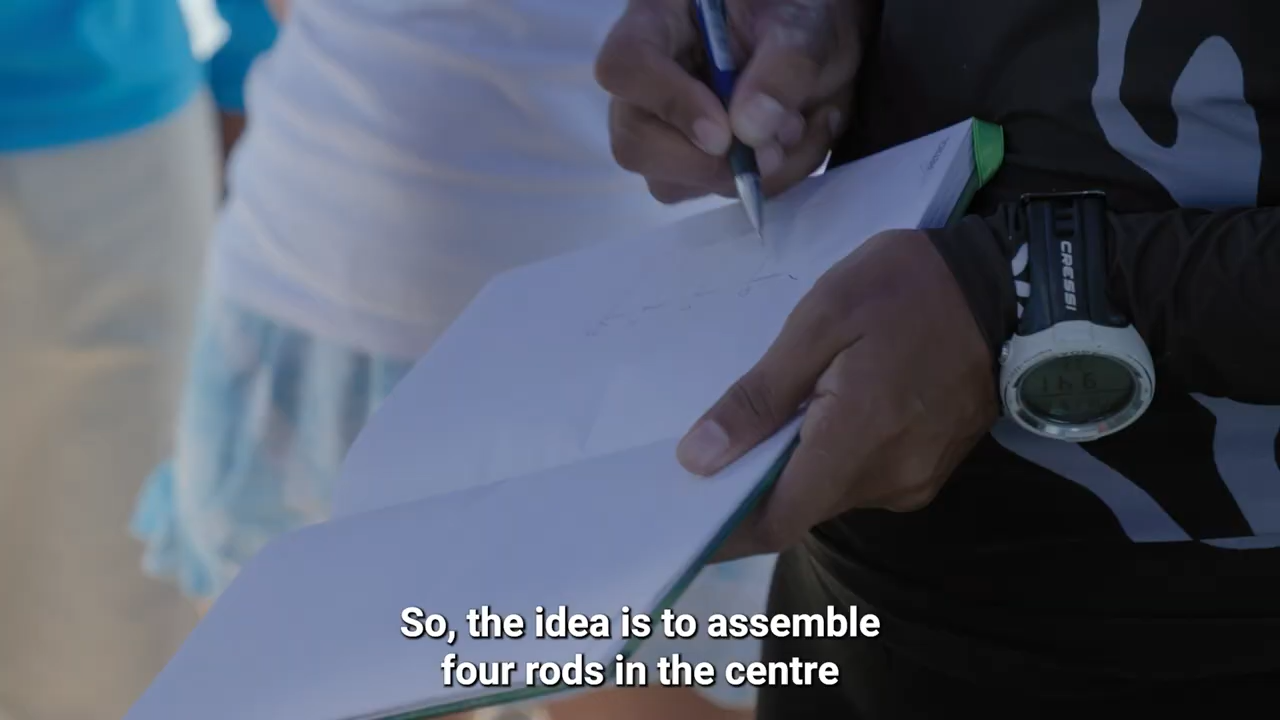 CRESSI
So, the idea is to assemble
four rods in the centre